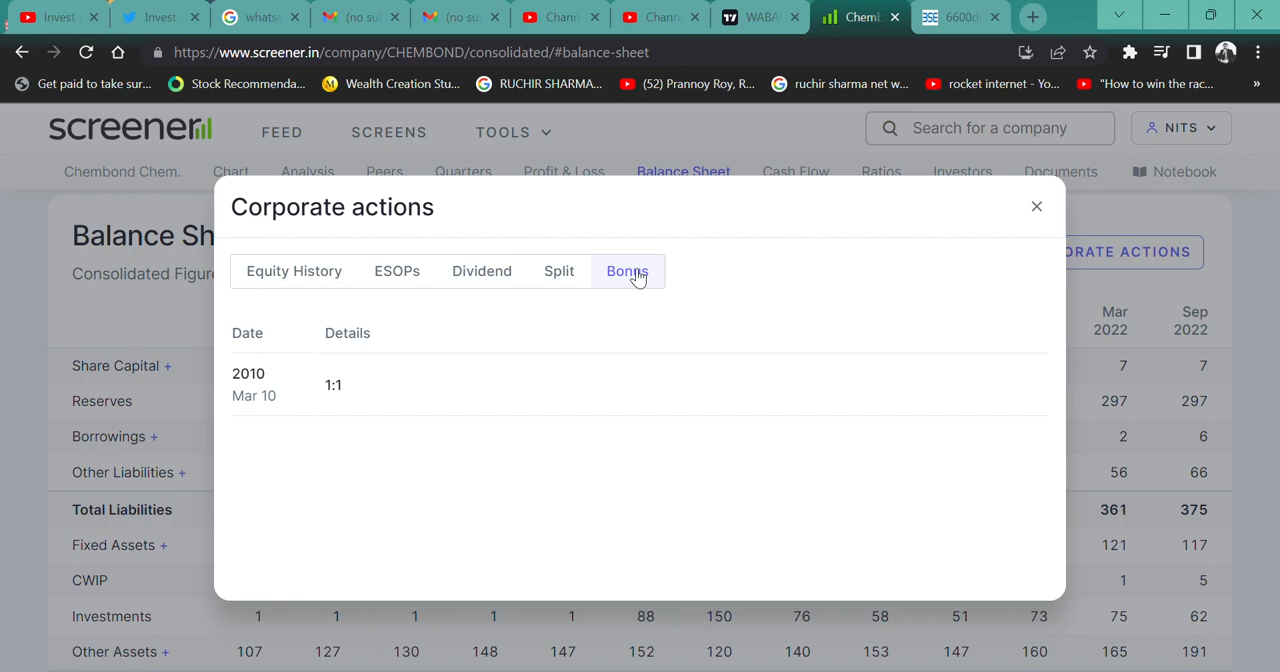 Invest
Invest
whatsa
(no su
(no su
Chann
Chann
WABA
Chemb
6600d
https://www.screener.in/company/CHEMBOND/consolidated/#balance-sheet
Get paid to take sur... Stock Recommenda... Wealth Creation Stu... RUCHIR SHARMA... (52) Prannoy Roy, R... ruchir sharma net w... rocket internet - Yo... "How to win the rac... »
screener FEED SCREENS TOOLS Search for a company NITS
Chembond Chem. Chart Analysis Peers Quarters Profit & Loss Balance Sheet Cash Flow Ratios Investors Documents Notebook
Corporate actions
Balance Sh
ORATE ACTIONS
Consolidated Figure
Equity History ESOPs Dividend Split Bonus
Date Details
Mar 2022 Sep 2022
2010
Mar 10
1:1
Share Capital + 7 7
Reserves 297 297
Borrowings + 2 6
Other Liabilities + 56 66
Total Liabilities 361 375
Fixed Assets + 121 117
CWIP 1 5
Investments 1 1 1 1 1 88 150 76 58 51 73 75 62
Other Assets + 107 127 130 148 147 152 120 140 153 147 160 165 191